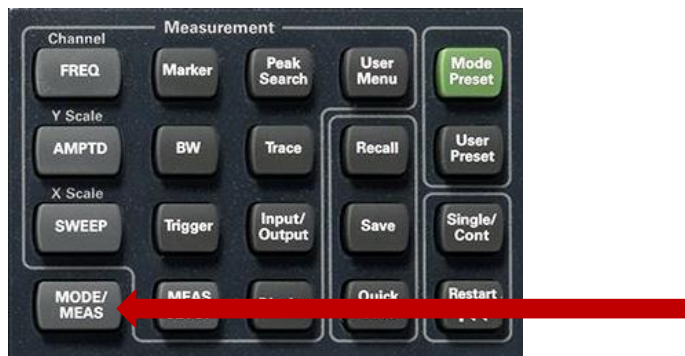 Measurement
Channel
FREQ
Marker
Peak
Search
User
Menu
Mode
Preset
Y Scale
AMPTD
BW
Trace
Recall
User
Preset
X Scale
SWEEP
Trigger
Input/
Output
Save
Single/
Cont
MODE/
MEAS
MEAS
Quick
Restart